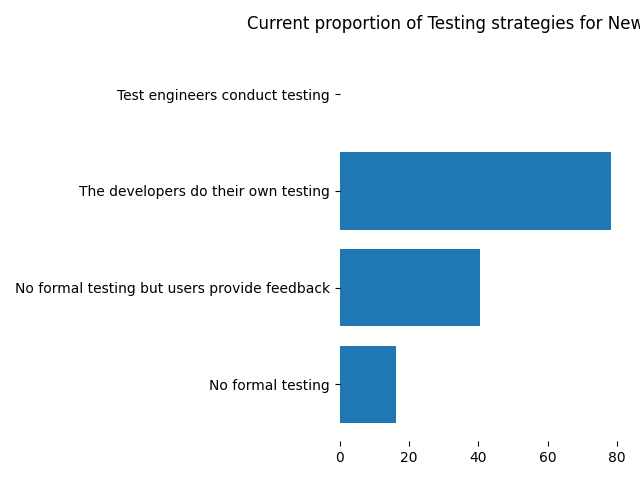 Current proportion of Testing strategies for New
Test engineers conduct testing
The developers do their own testing
No formal testing but users provide feedback
No formal testing
0 20 40 60 80